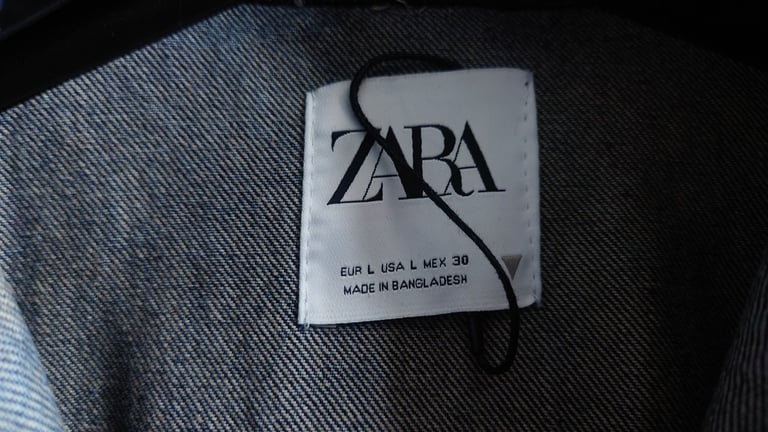 ZARA
EUR L USA L MEX 30
MADE IN BANGLADESH